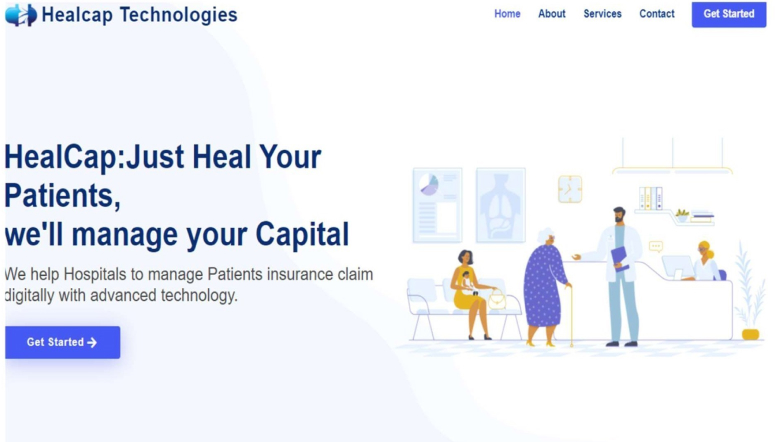 Healcap Technologies
Home About Services Contact Get Started
HealCap:Just Heal Your
Patients,
we'll manage your Capital
We help Hospitals to manage Patients insurance claim
digitally with advanced technology.
Get Started →